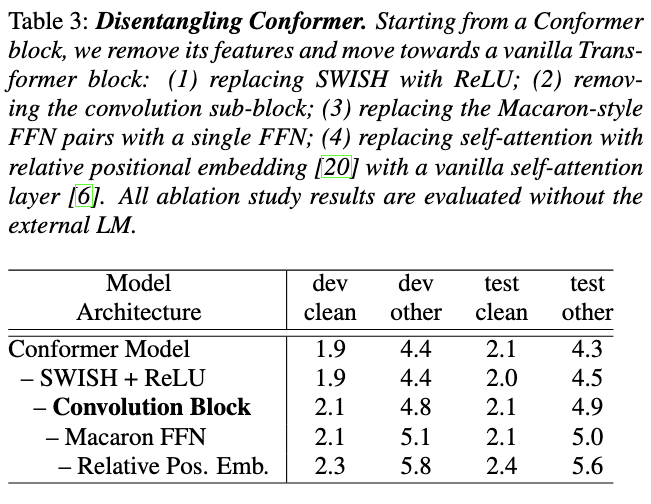 Table 3: Disentangling Conformer. Starting from a Conformer
block, we remove its features and move towards a vanilla Trans-
former block: (1) replacing SWISH with ReLU; (2) remov-
ing the convolution sub-block; (3) replacing the Macaron-style
FFN pairs with a single FFN; (4) replacing self-attention with
relative positional embedding [20] with a vanilla self-attention
layer [6]. All ablation study results are evaluated without the
external LM.
Model dev dev test test
Architecture clean other clean other
Conformer Model 1.9 4.4 2.1 4.3
– SWISH + ReLU 1.9 4.4 2.0 4.5
– Convolution Block 2.1 4.8 2.1 4.9
– Macaron FFN 2.1 5.1 2.1 5.0
– Relative Pos. Emb. 2.3 5.8 2.4 5.6